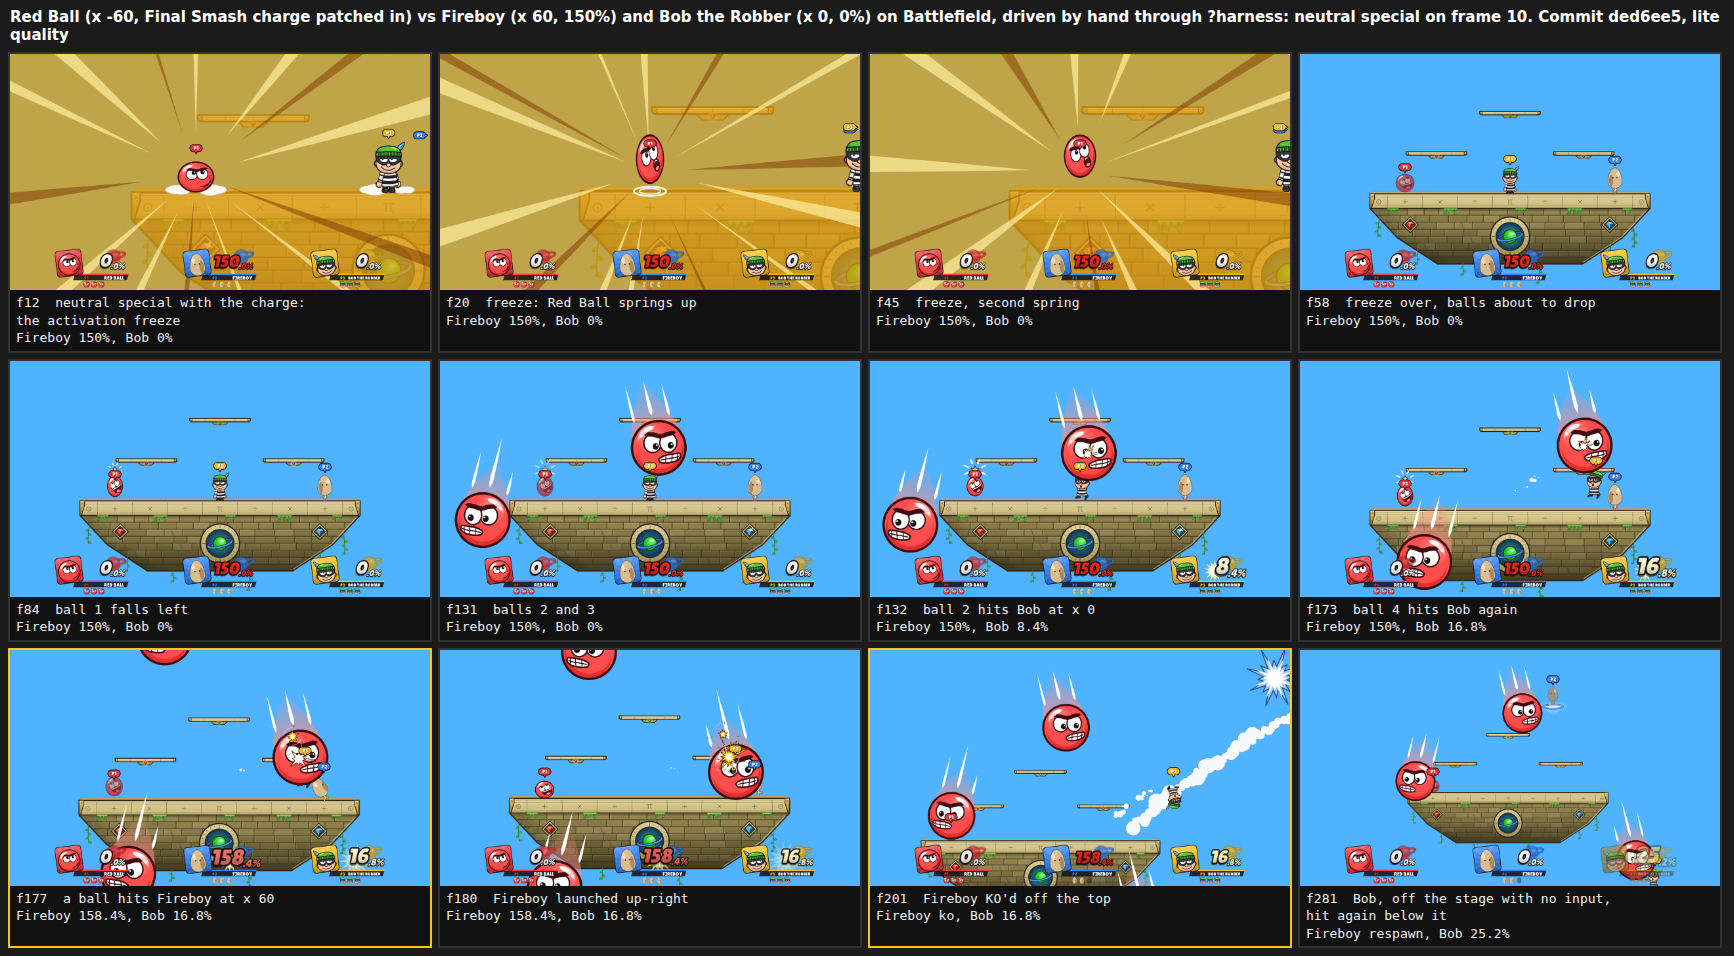 Red Ball (x -60, Final Smash charge patched in) vs Fireboy (x 60, 150%) and Bob the Robber (x 0, 0%) on Battlefield, driven by hand through ?harness: neutral special on frame 10. Commit ded6ee5, lite
quality
f12  neutral special with the charge:
the activation freeze
Fireboy 150%, Bob 0%
f20  freeze: Red Ball springs up
Fireboy 150%, Bob 0%
f45  freeze, second spring
Fireboy 150%, Bob 0%
f58  freeze over, balls about to drop
Fireboy 150%, Bob 0%
f84  ball 1 falls left
Fireboy 150%, Bob 0%
f131  balls 2 and 3
Fireboy 150%, Bob 0%
f132  ball 2 hits Bob at x 0
Fireboy 150%, Bob 8.4%
f173  ball 4 hits Bob again
Fireboy 150%, Bob 16.8%
f177  a ball hits Fireboy at x 60
Fireboy 158.4%, Bob 16.8%
f180  Fireboy launched up-right
Fireboy 158.4%, Bob 16.8%
f201  Fireboy KO'd off the top
Fireboy ko, Bob 16.8%
f281  Bob, off the stage with no input,
hit again below it
Fireboy respawn, Bob 25.2%